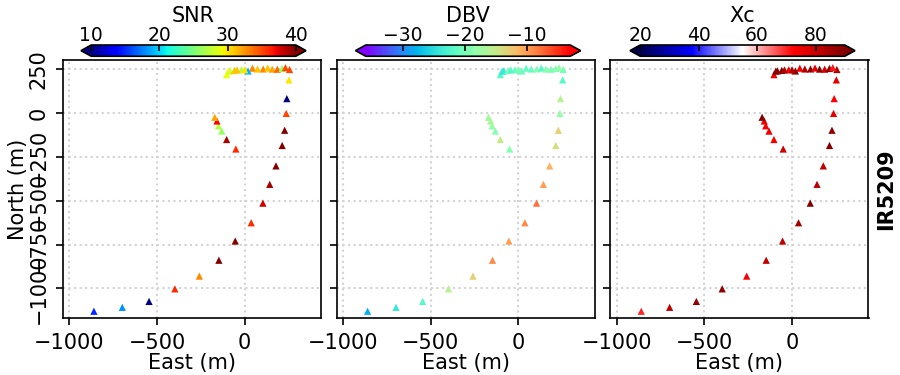 SNR DBV Xc
10 20 30 40 −30 −20 −10 20 40 60 80
250
0
−250
−500
−750
−1000
North (m)
IR5209
−1000 −500 0 −1000 −500 0 −1000 −500 0
East (m) East (m) East (m)